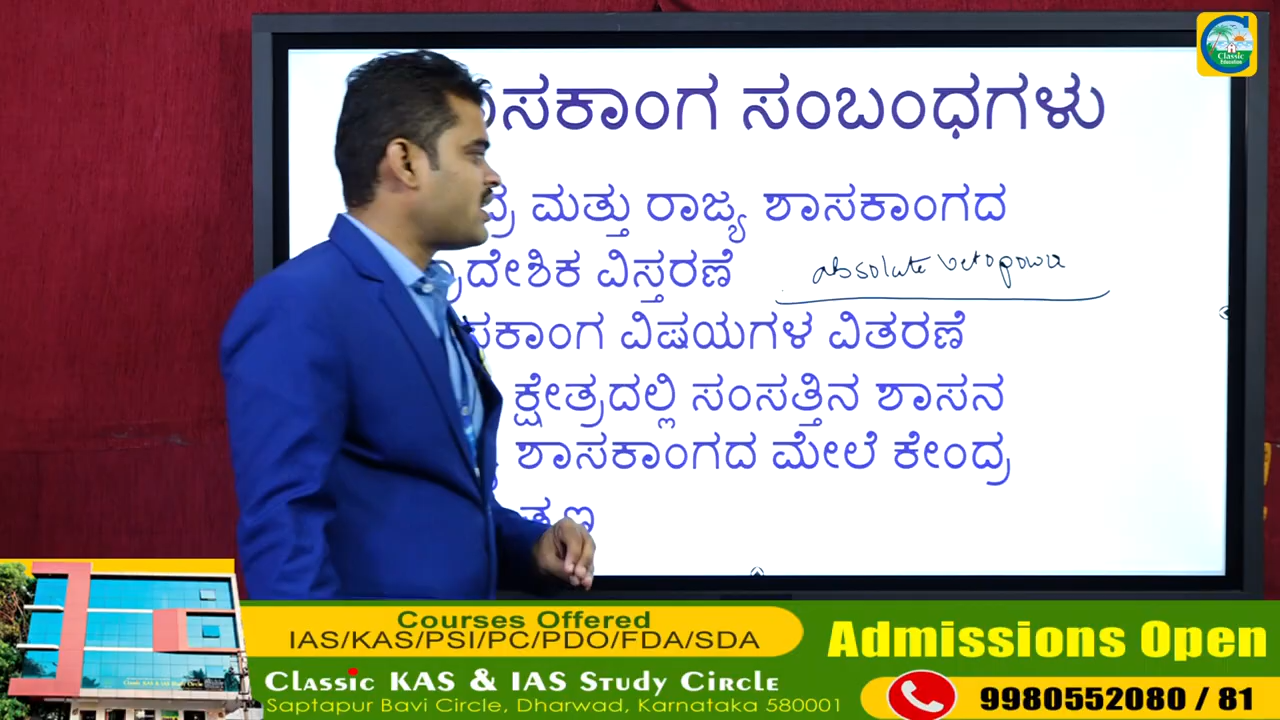 ಸಕಾಂಗ ಸಂಬಂಧಗಳು
ದ್ರ ಮತ್ತು ರಾಜ್ಯ ಶಾಸಕಾಂಗದ
ಪ್ರಾದೇಶಿಕ ವಿಸ್ತರಣೆ absolute veto power
ಸಕಾಂಗ ವಿಷಯಗಳ ವಿತರಣೆ
ಕ್ಷೇತ್ರದಲ್ಲಿ ಸಂಸತ್ತಿನ ಶಾಸನ
ಶಾಸಕಾಂಗದ ಮೇಲೆ ಕೇಂದ್ರ
Classic
Education
Courses Offered
IAS/KAS/PSI/PC/PDO/FDA/SDA
Classic KAS & IAS Study Circle
Saptapur Bavi Circle, Dharwad, Karnataka 580001
Admissions Open
9980552080 / 81